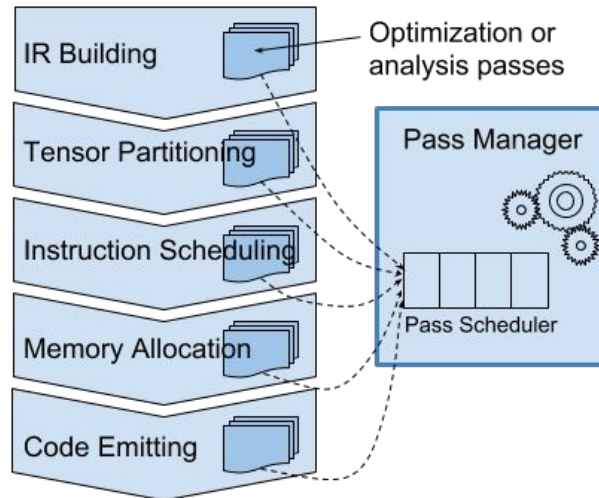 IR Building
Optimization or
analysis passes
Tensor Partitioning
Pass Manager
Instruction Scheduling
Pass Scheduler
Memory Allocation
Code Emitting